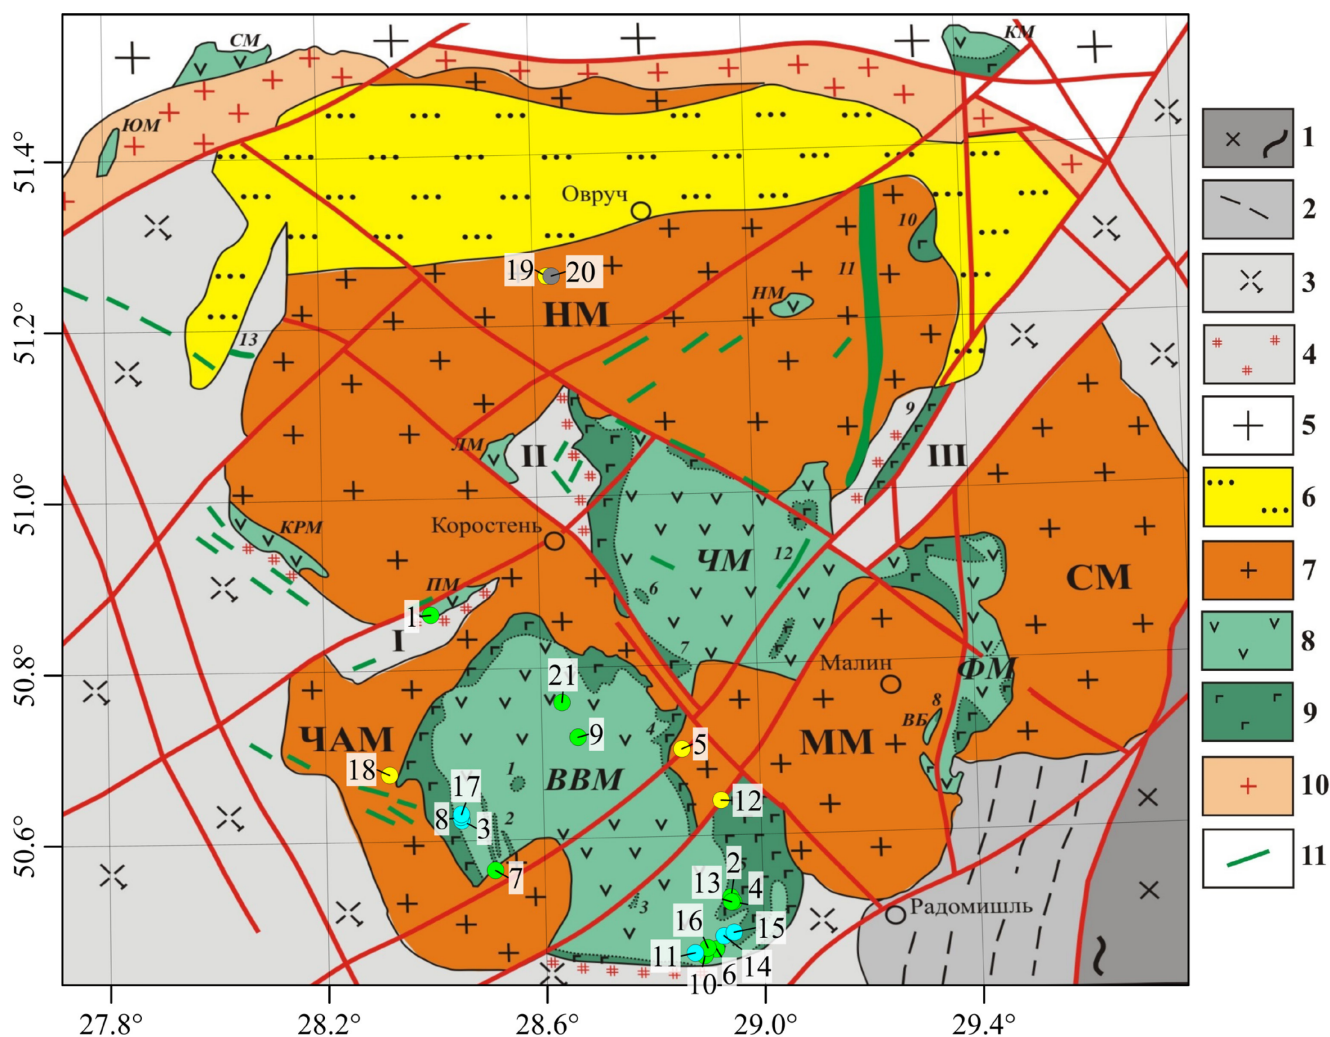 СМ
КМ
ЮМ
51.4°
Овруч
10
19
20
11
НМ
НМ
51.2°
13
9
ЛМ
II
III
51.0°
КРМ
Коростень
12
ЧМ
СМ
6
ПМ
1
I
7
Малин
ФМ
50.8°
21
8
ВБ
4
9
5
ЧАМ
ММ
18
1
ВВМ
17
12
8
3
2
50.6°
7
2
13
4
3
Радомишль
16
15
11
14
10
6
27.8°
28.2°
28.6°
29.0°
29.4°
1
2
3
4
5
6
7
8
9
10
11